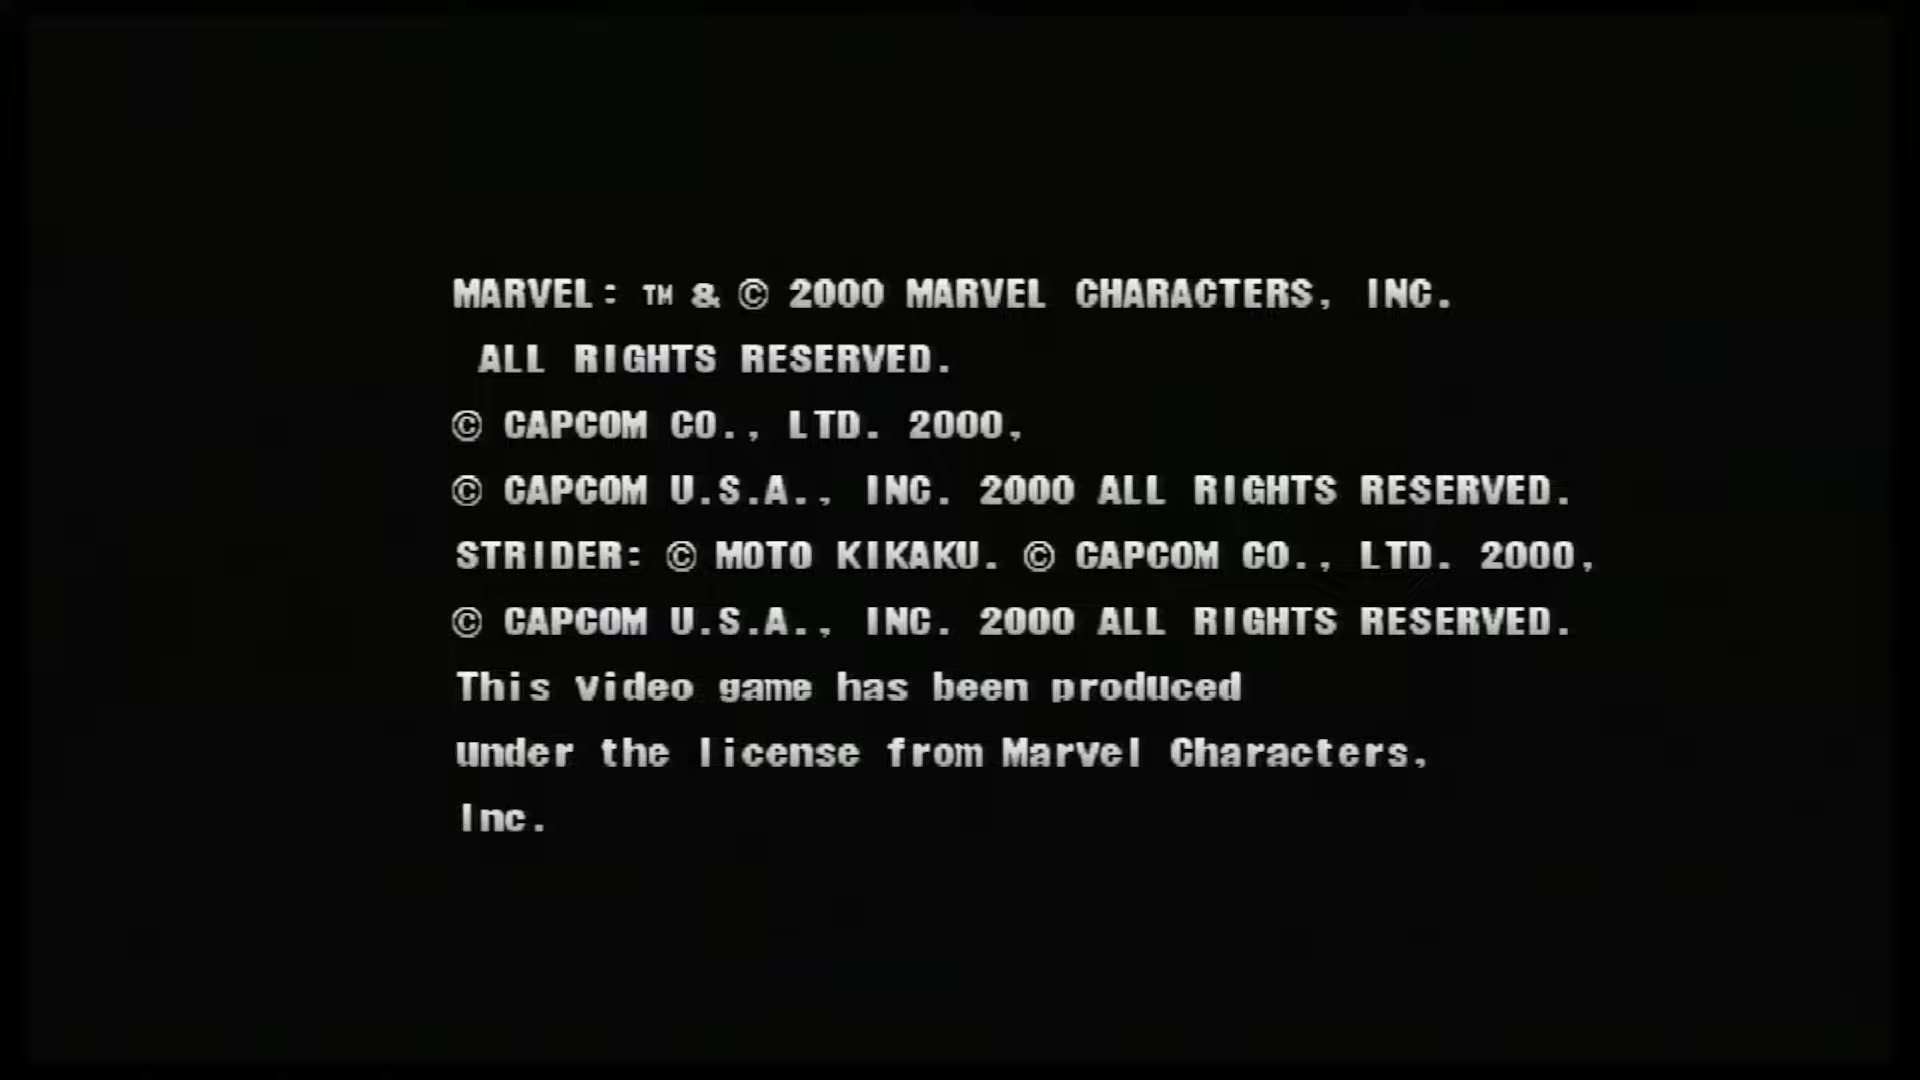 MARVEL: ™ & © 2000 MARVEL CHARACTERS, INC.
ALL RIGHTS RESERVED.
© CAPCOM CO., LTD. 2000,
© CAPCOM U.S.A., INC. 2000 ALL RIGHTS RESERVED.
STRIDER: © MOTO KIKAKU. © CAPCOM CO., LTD. 2000,
© CAPCOM U.S.A., INC. 2000 ALL RIGHTS RESERVED.
This video game has been produced
under the license from Marvel Characters,
Inc.